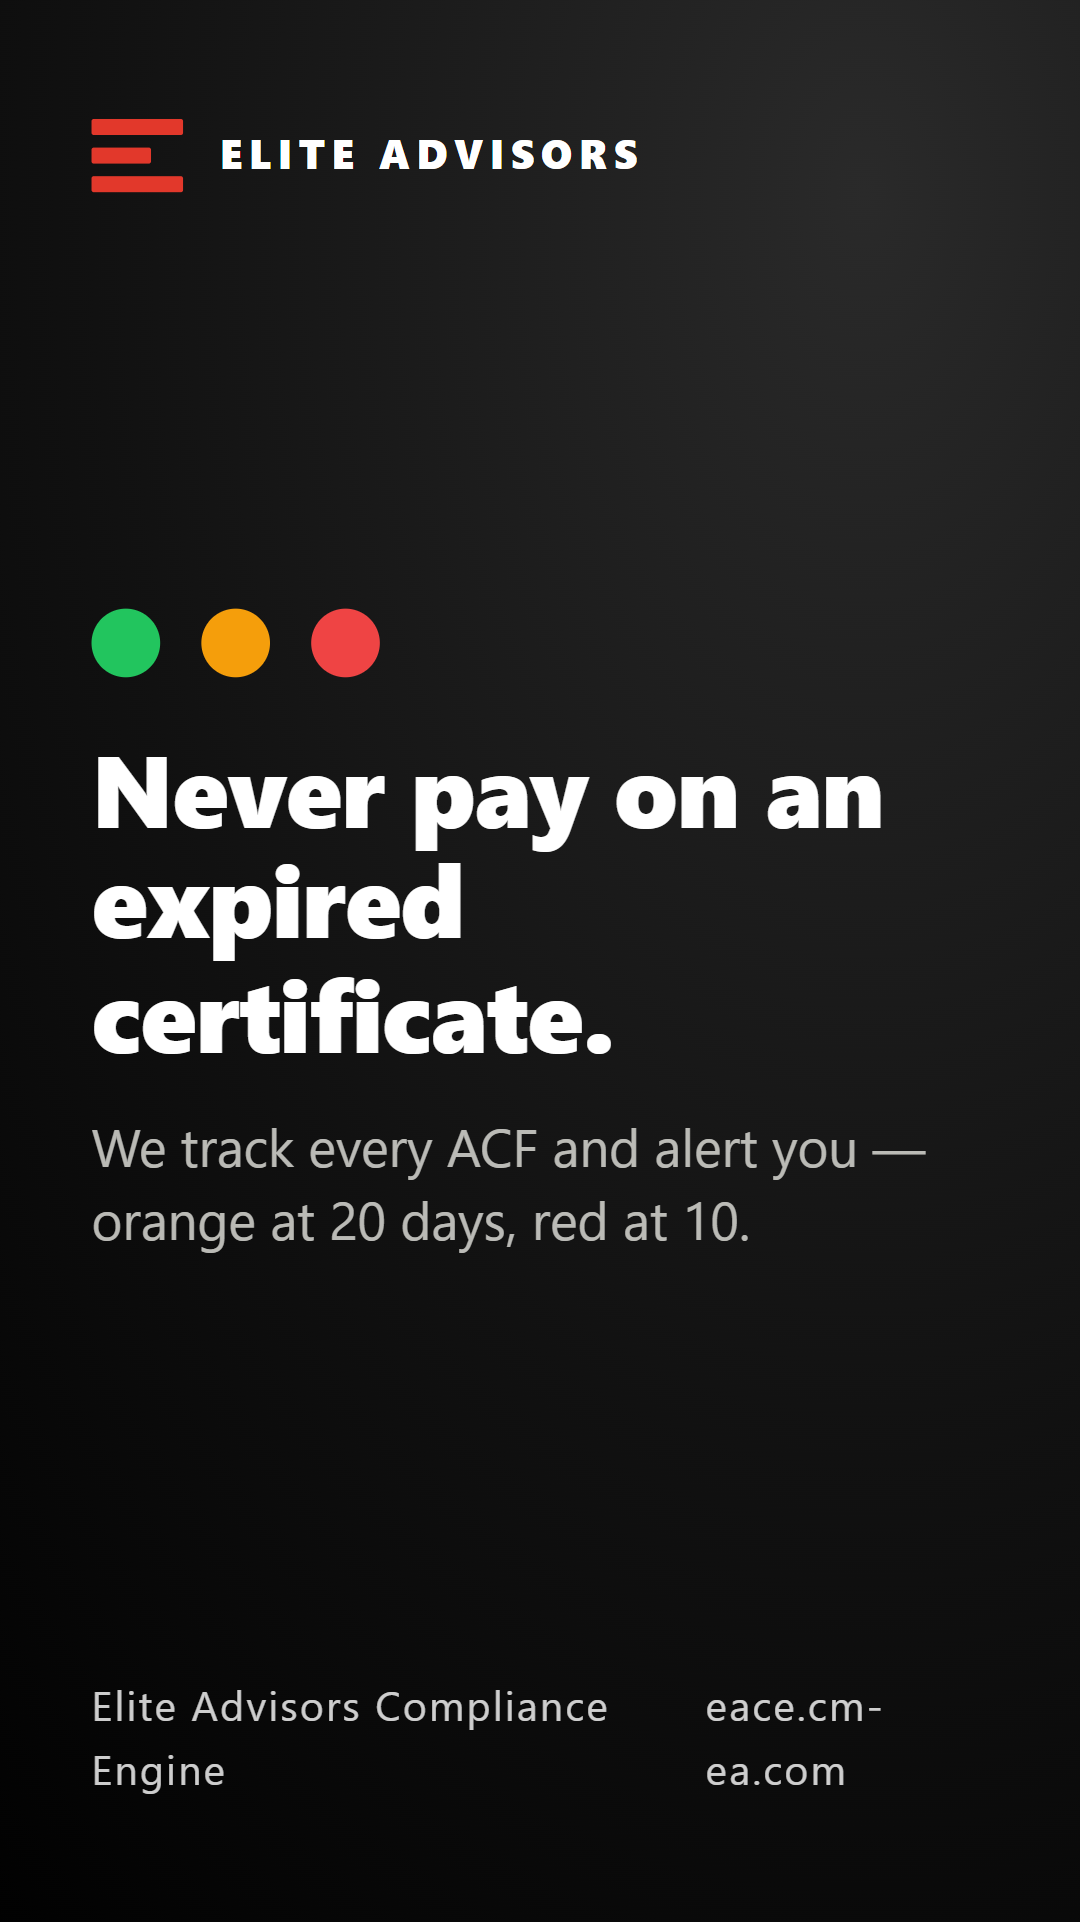 ELITE ADVISORS
Never pay on an
expired
certificate.
We track every ACF and alert you —
orange at 20 days, red at 10.
Elite Advisors Compliance
Engine
eace.cm-
ea.com